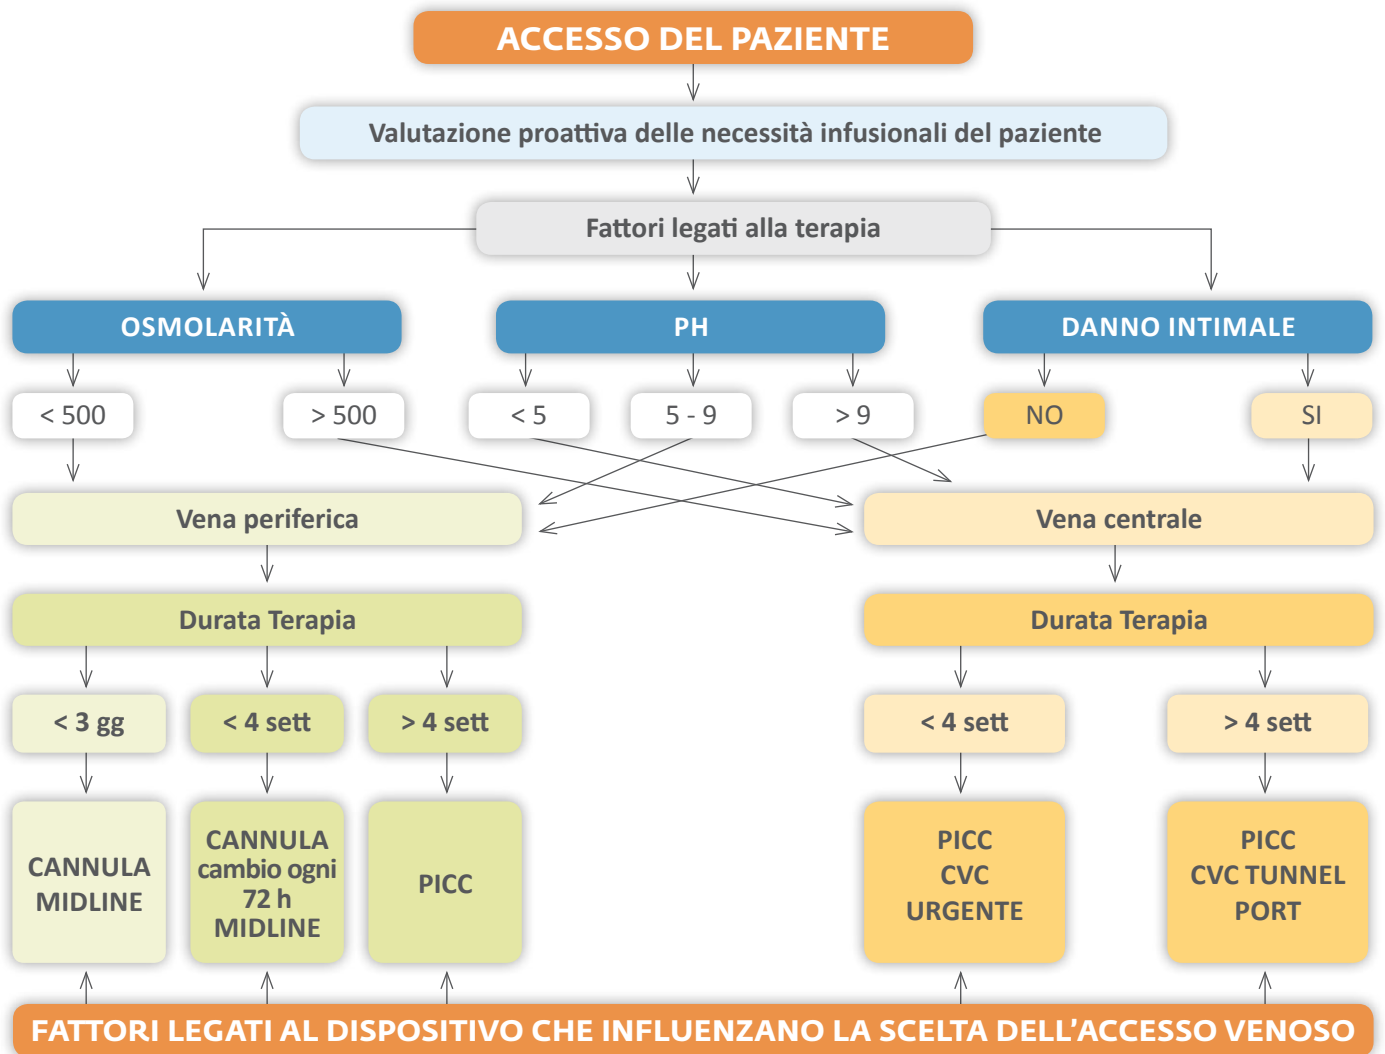 ACCESSO DEL PAZIENTE
Valutazione proattiva delle necessità infusionali del paziente
Fattori legati alla terapia
OSMOLARITÀ
PH
DANNO INTIMALE
< 500
> 500
< 5
5 - 9
> 9
NO
SI
Vena periferica
Vena centrale
Durata Terapia
Durata Terapia
< 3 gg
< 4 sett
> 4 sett
< 4 sett
> 4 sett
CANNULA
MIDLINE
CANNULA
cambio ogni
72 h
MIDLINE
PICC
PICC
CVC
URGENTE
PICC
CVC TUNNEL
PORT
FATTORI LEGATI AL DISPOSITIVO CHE INFLUENZANO LA SCELTA DELL’ACCESSO VENOSO